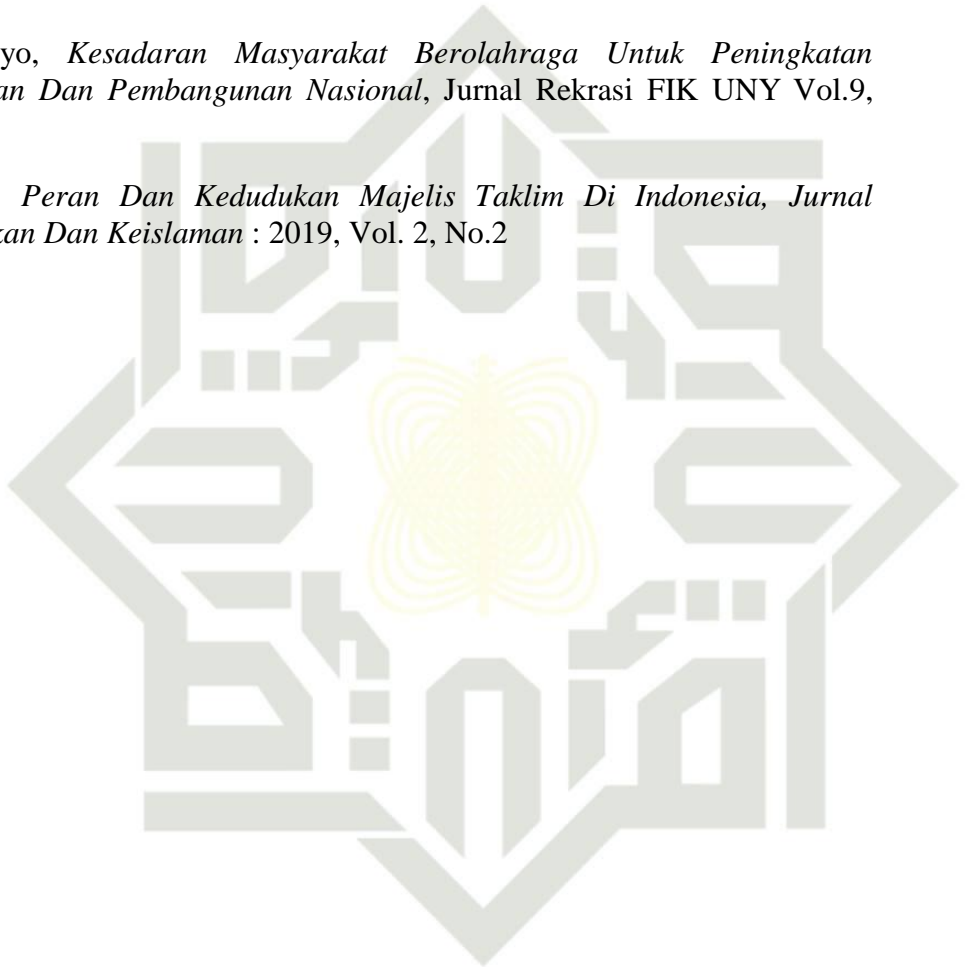 yo, Kesadaran Masyarakat Berolahraga Untuk Peningkatan
an Dan Pembangunan Nasional, Jurnal Rekrasi FIK UNY Vol.9,
Peran Dan Kedudukan Majelis Taklim Di Indonesia, Jurnal
kan Dan Keislaman : 2019, Vol. 2, No.2